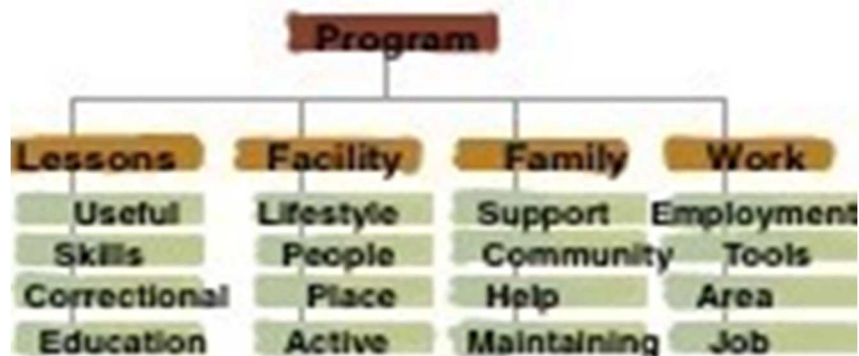 Program
Lessons Facility Family Work
Useful Lifestyle Support Employment
Skills People Community Tools
Correctional Place Help Area
Education Active Maintaining Job